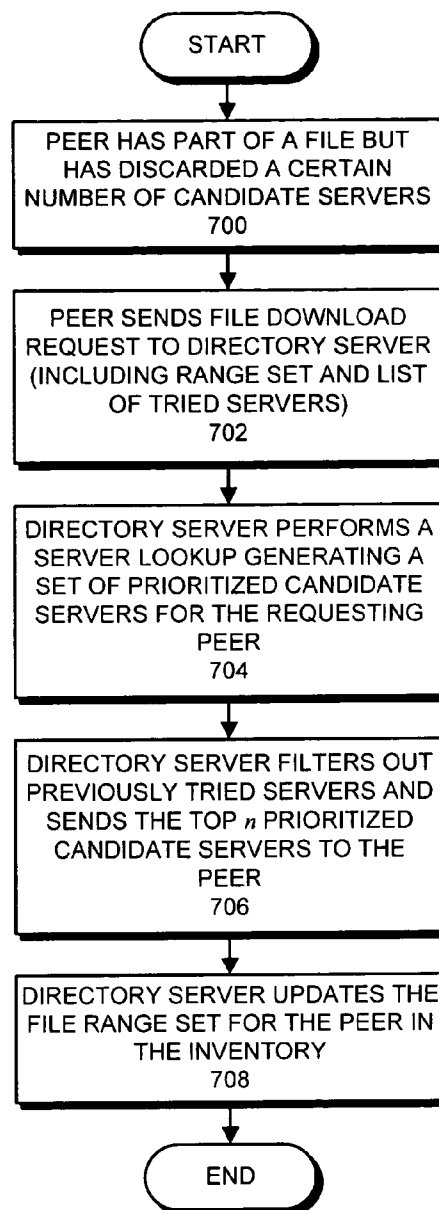 START
PEER HAS PART OF A FILE BUT
HAS DISCARDED A CERTAIN
NUMBER OF CANDIDATE SERVERS
700
PEER SENDS FILE DOWNLOAD
REQUEST TO DIRECTORY SERVER
(INCLUDING RANGE SET AND LIST
OF TRIED SERVERS)
702
DIRECTORY SERVER PERFORMS A
SERVER LOOKUP GENERATING A
SET OF PRIORITIZED CANDIDATE
SERVERS FOR THE REQUESTING
PEER
704
DIRECTORY SERVER FILTERS OUT
PREVIOUSLY TRIED SERVERS AND
SENDS THE TOP n PRIORITIZED
CANDIDATE SERVERS TO THE
PEER
706
DIRECTORY SERVER UPDATES THE
FILE RANGE SET FOR THE PEER IN
THE INVENTORY
708
END